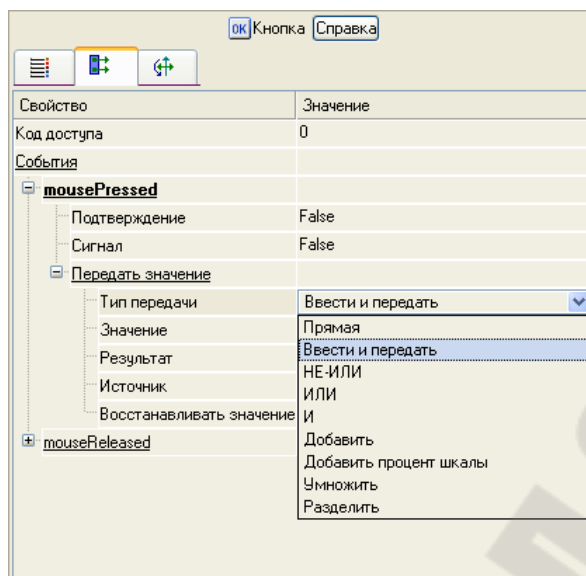 ОК Кнопка Справка
Свойство Значение
Код доступа 0
События
mousePressed
Подтверждение False
Сигнал False
Передать значение
Тип передачи Ввести и передать
Значение Прямая
Ввести и передать
Результат НЕ-ИЛИ
Источник ИЛИ
Восстанавливать значение И
mouseReleased Добавить
Добавить процент шкалы
Умножить
Разделить